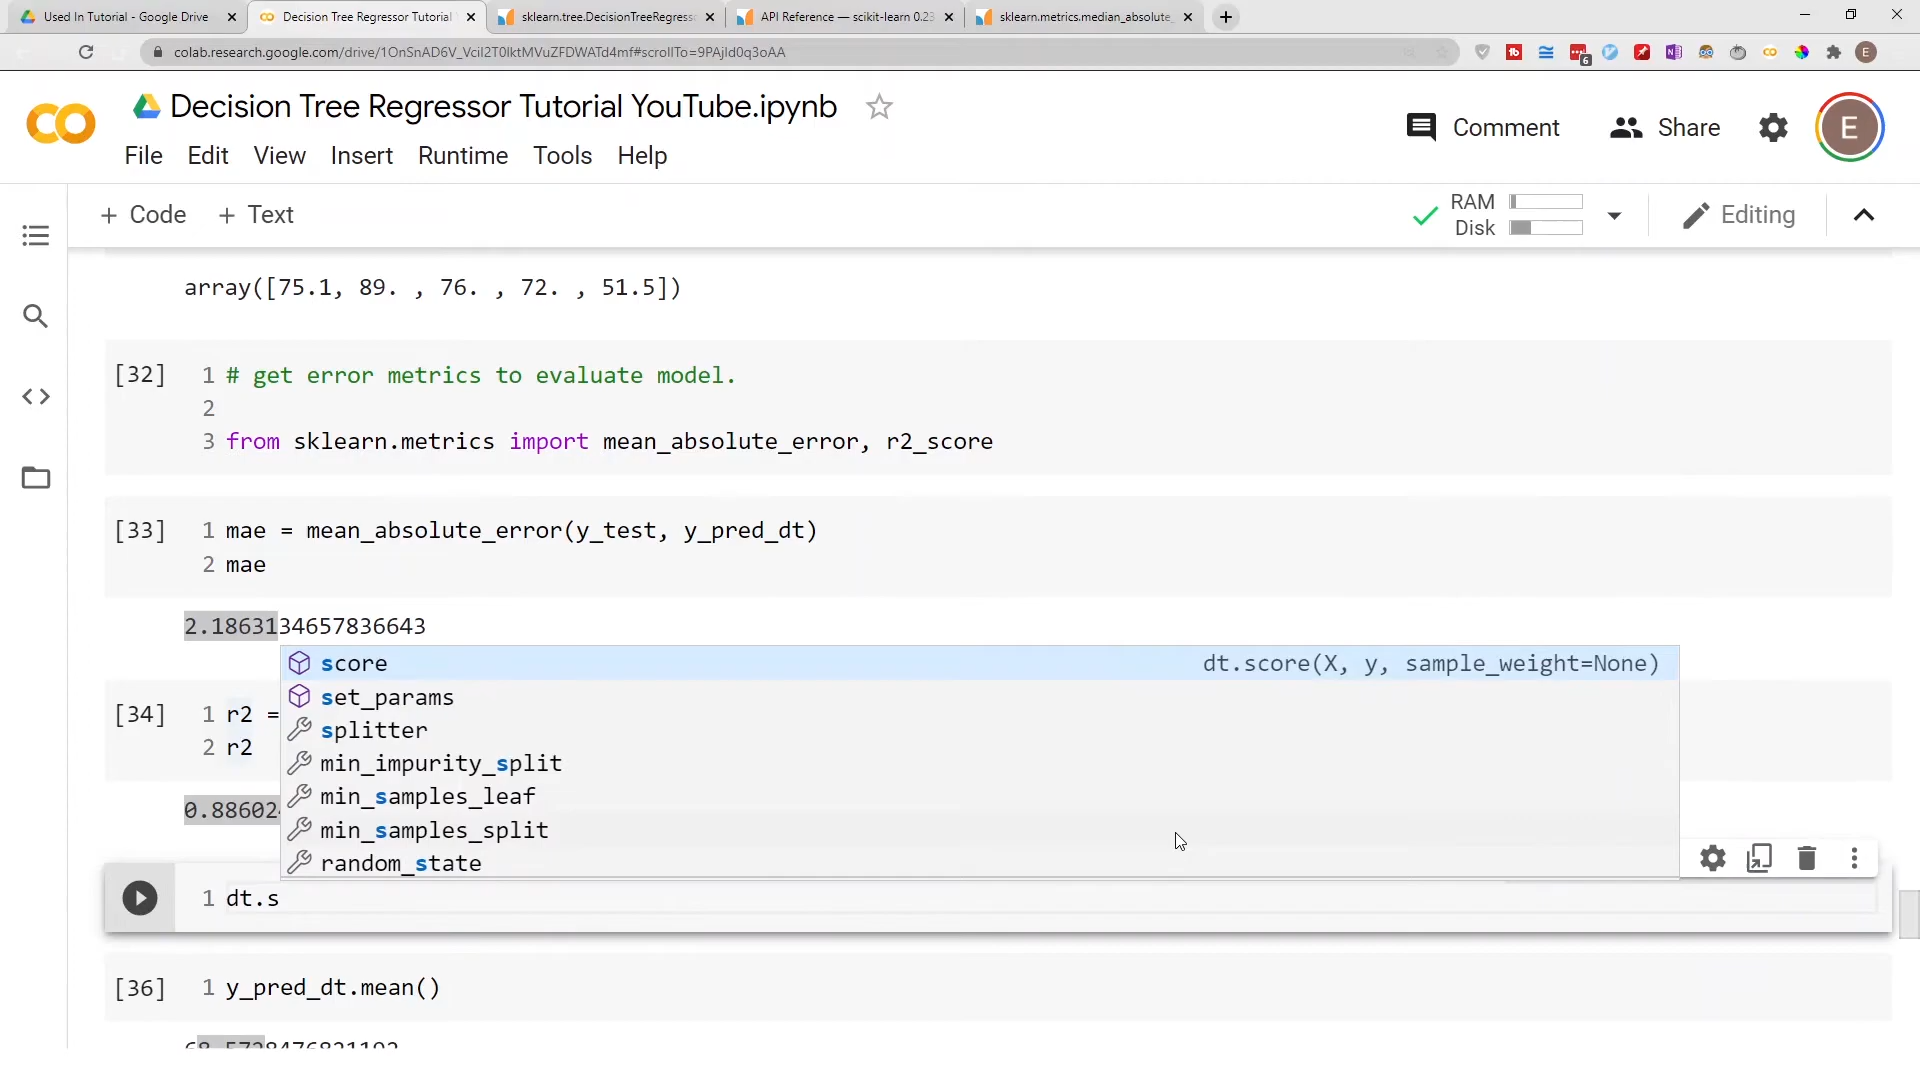 Used In Tutorial - Google Drive
Decision Tree Regressor Tutorial
sklearn.tree.DecisionTreeRegress
API Reference — scikit-learn 0.23
sklearn.metrics.median_absolute_
colab.research.google.com/drive/1OnSnAD6V_Vcil2T0lktMVuZFDWATd4mf#scrollTo=9PAjId0q3oAA
6
E
Decision Tree Regressor Tutorial YouTube.ipynb
Comment
Share
E
File Edit View Insert Runtime Tools Help
+ Code + Text
RAM
Disk
Editing
array([75.1, 89. , 76. , 72. , 51.5])
[32]
1 # get error metrics to evaluate model.
2
3 from sklearn.metrics import mean_absolute_error, r2_score
[33]
1 mae = mean_absolute_error(y_test, y_pred_dt)
2 mae
2.1863134657836643
score dt.score(X, y, sample_weight=None)
set_params
[34]
1 r2 =
splitter
2 r2
min_impurity_split
min_samples_leaf
0.88602
min_samples_split
random_state
1 dt.s
[36]
1 y_pred_dt.mean()